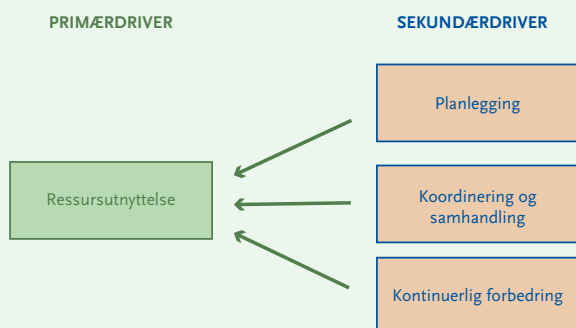 PRIMÆRDRIVER
SEKUNDÆRDRIVER
Planlegging
Ressursutnyttelse
Koordinering og
samhandling
Kontinuerlig forbedring